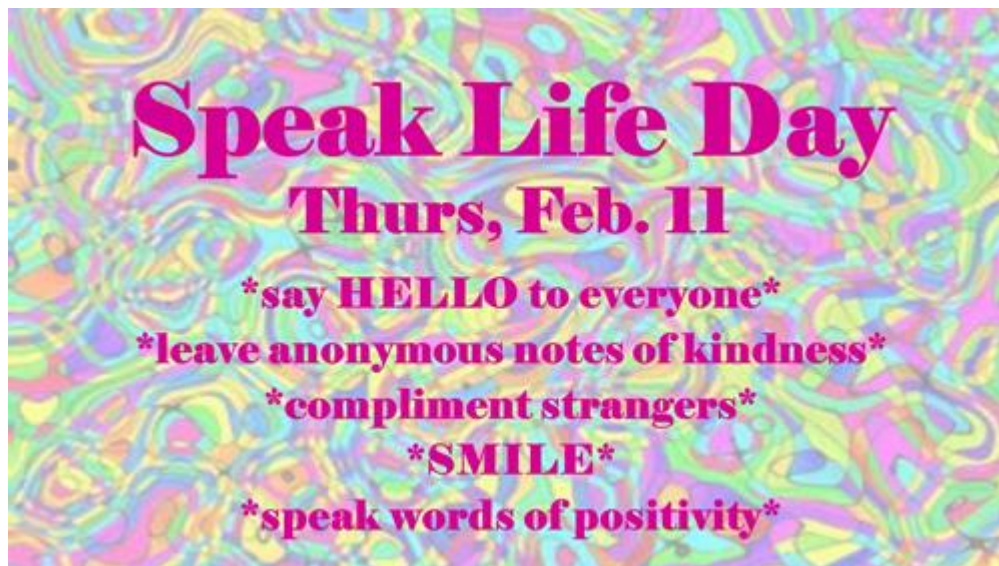 Speak Life Day
Thurs, Feb. 11
*say HELLO to everyone*
*leave anonymous notes of kindness*
*compliment strangers*
*SMILE*
*speak words of positivity*